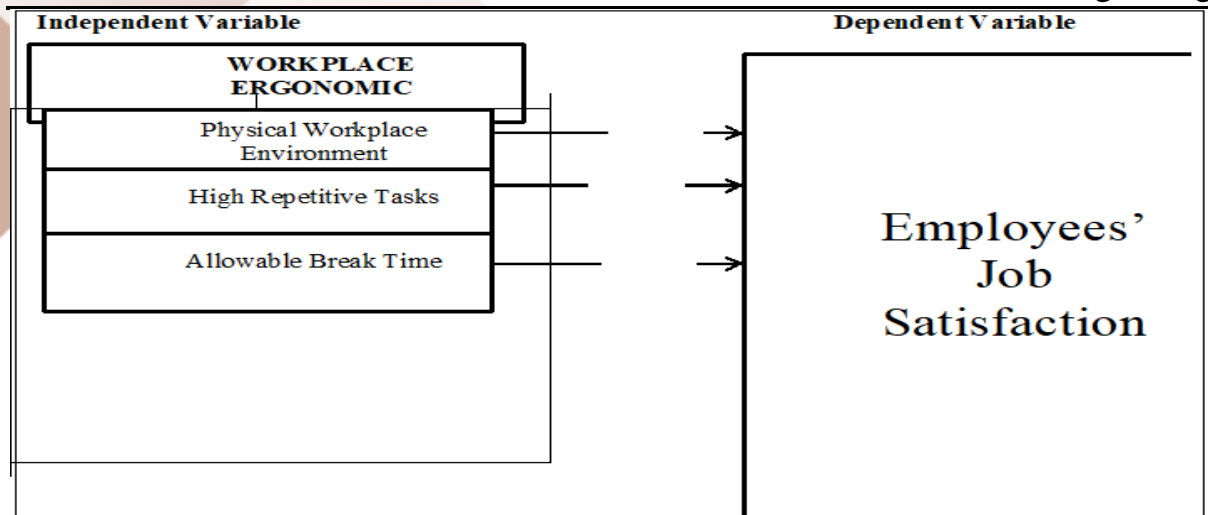 Independent Variable
Dependent Variable
WORKPLACE
ERGONOMIC
Physical Workplace
Environment
High Repetitive Tasks
Allowable Break Time
Employees’
Job
Satisfaction